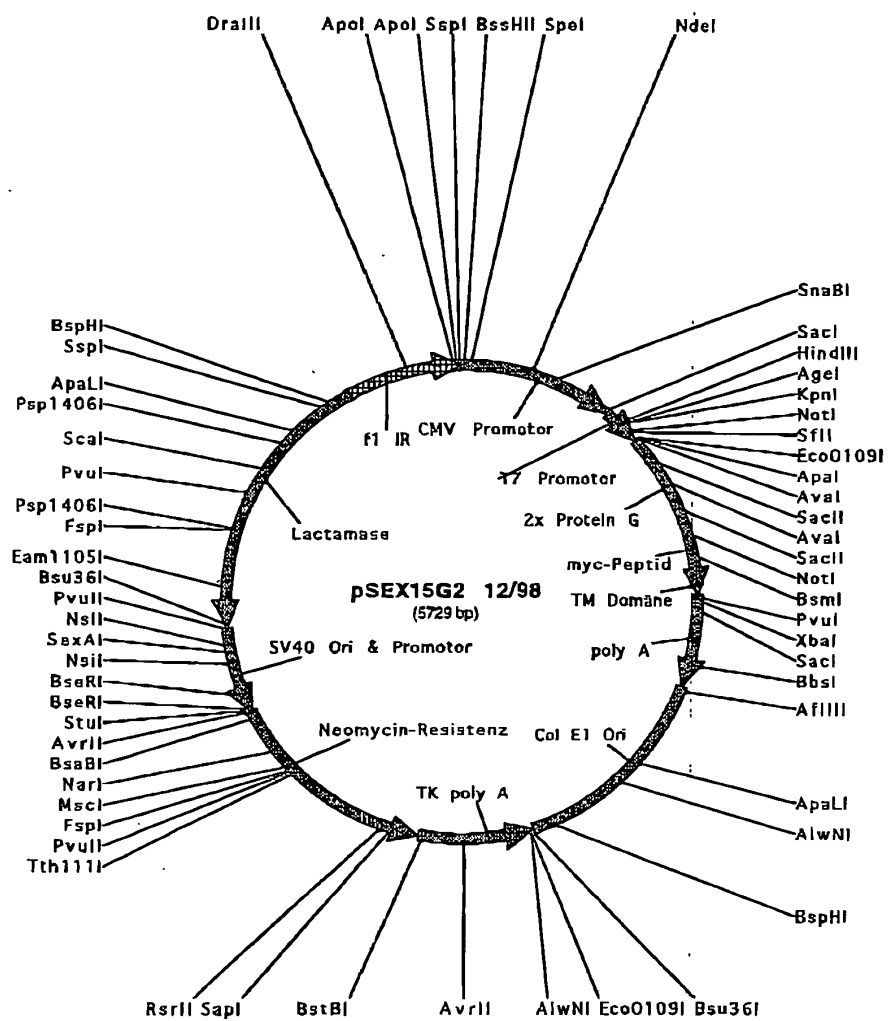 DraIII ApoI ApoI SspI BssHII SpeI NdeI
SnaBI
SacI
HindIII
AgeI
KpnI
NotI
SfiI
Eco0109I
ApaI
AvaI
SacII
AvaI
SacII
NotI
BsmI
PvuI
XbaI
SacI
BbsI
AflIII
ApaLI
AlwNI
BspHI
BspHI
SspI
ApaLI
Psp1406I
ScaI
PvuI
Psp1406I
FspI
Eam1105I
Bsu36I
PvuII
NsiI
SexAI
NsiI
BseRI
BseRI
StuI
AvrII
BsaBI
NarI
MscI
FspI
PvuII
Tth111I
f1 IR
CMV Promotor
T7 Promotor
2x Protein G
Lactamase
myc-Peptid
TM Domäne
pSEX15G2 12/98
(5729 bp)
poly A
SV40 Ori & Promotor
Neomycin-Resistenz
Col E1 Ori
TK poly A
RsrII SapI BstBI AvrII AlwNI Eco0109I Bsu36I